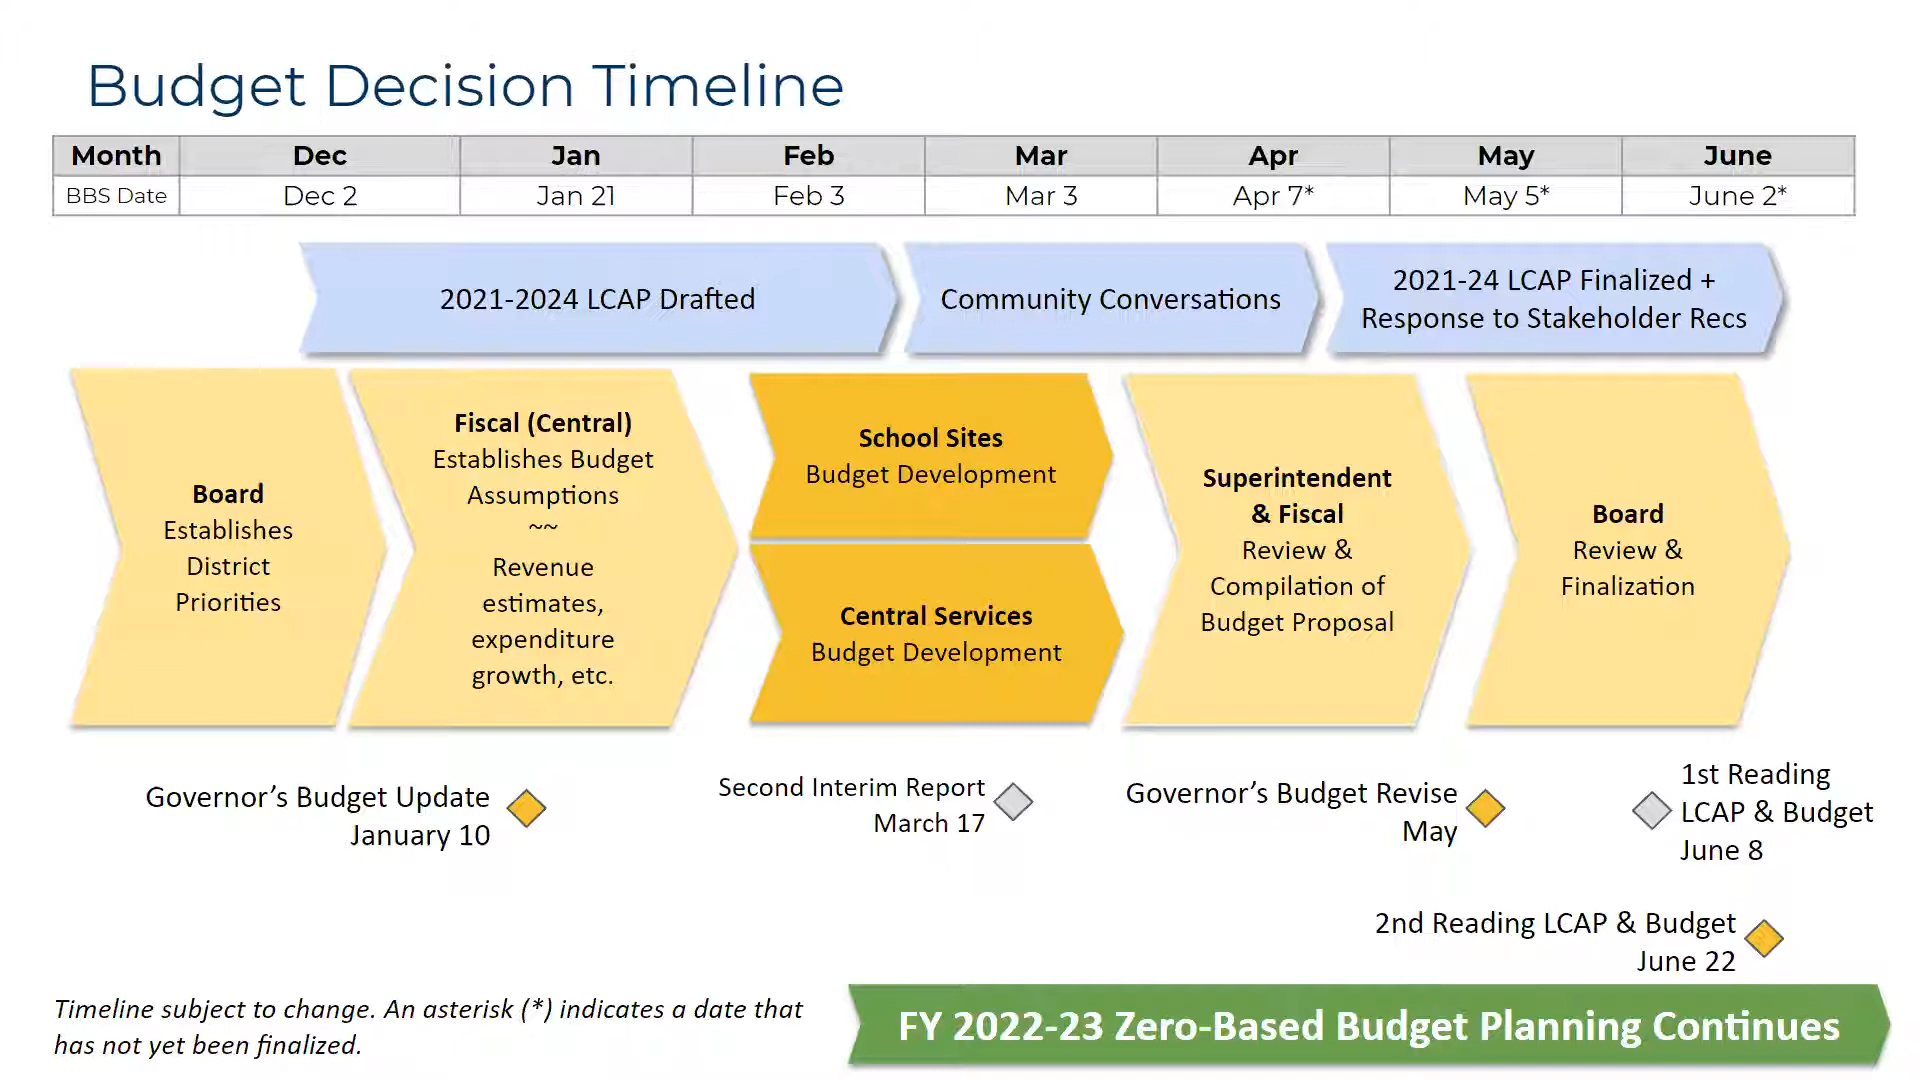 Budget Decision Timeline
Month Dec Jan Feb Mar Apr May June
BBS Date Dec 2 Jan 21 Feb 3 Mar 3 Apr 7* May 5* June 2*
2021-2024 LCAP Drafted
Community Conversations
2021-24 LCAP Finalized +
Response to Stakeholder Recs
Board
Establishes
District
Priorities
Fiscal (Central)
Establishes Budget
Assumptions
~~
Revenue
estimates,
expenditure
growth, etc.
School Sites
Budget Development
Central Services
Budget Development
Superintendent
& Fiscal
Review &
Compilation of
Budget Proposal
Board
Review &
Finalization
Governor’s Budget Update
January 10
Second Interim Report
March 17
Governor’s Budget Revise
May
1st Reading
LCAP & Budget
June 8
2nd Reading LCAP & Budget
June 22
Timeline subject to change. An asterisk (*) indicates a date that
has not yet been finalized.
FY 2022-23 Zero-Based Budget Planning Continues